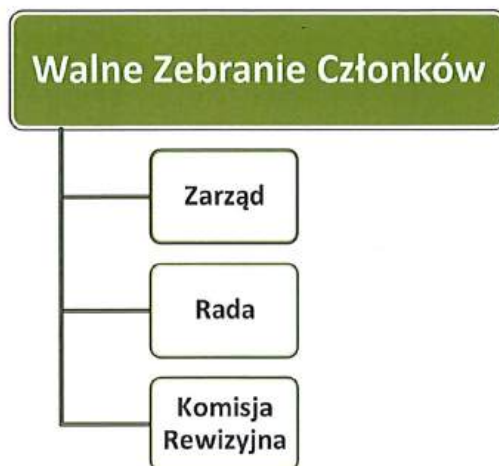 Walne Zebranie Członków
Zarząd
Rada
Komisja
Rewizyjna